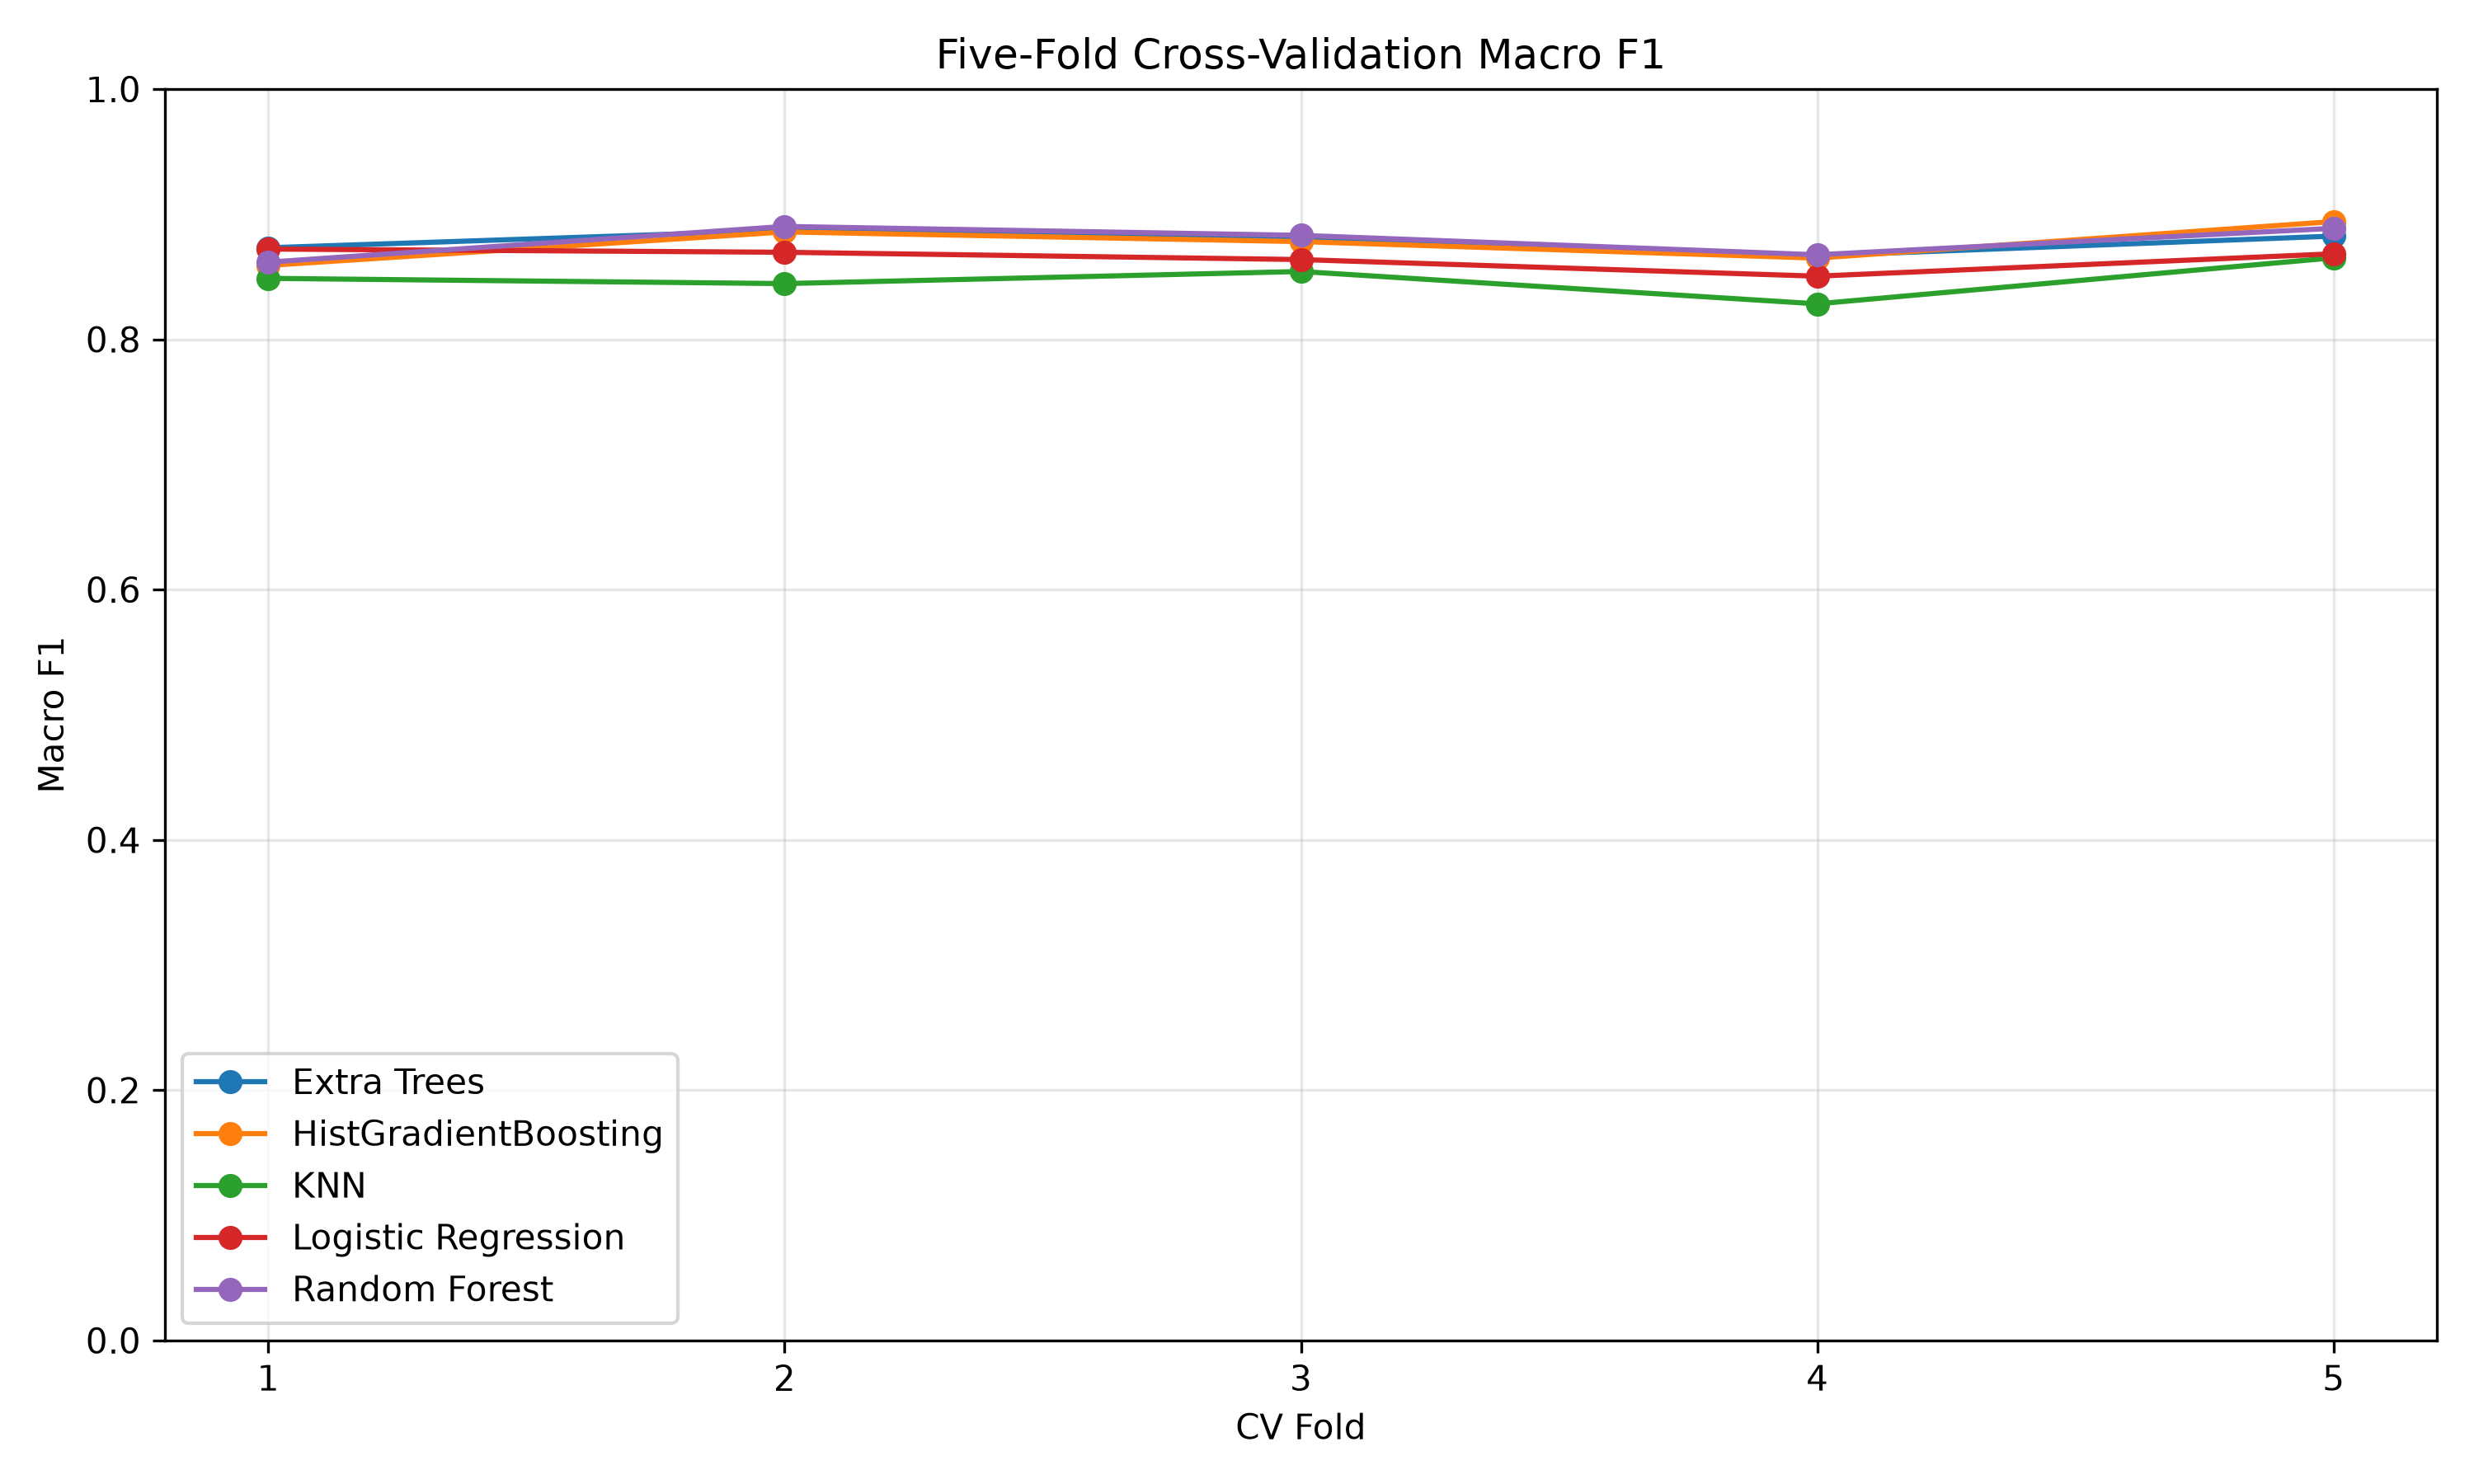 Five-Fold Cross-Validation Macro F1
1.0
0.8
0.6
0.4
0.2
0.0
Macro F1
Extra Trees
HistGradientBoosting
KNN
Logistic Regression
Random Forest
1 2 3 4 5
CV Fold